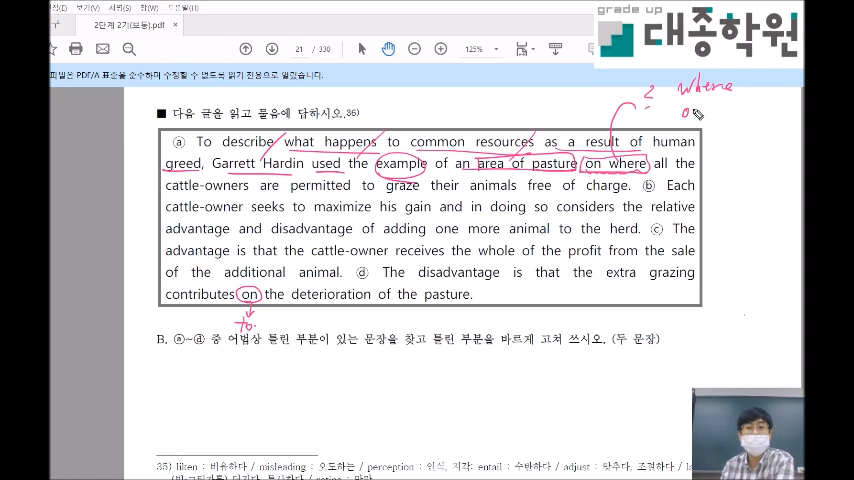 보기(V) 도움말(H)
2단계 2기(보통).pdf ×
grade up
대종학원
21 / 330
125%
파일은 PDF/A 표준을 순수하며 수정할 수 없도록 읽기 전용으로 열렸습니다.
2 where
■ 다음 글을 읽고 물음에 답하시오.36)
ⓐ To describe what happens to common resources as a result of human
greed, Garrett Hardin used the example of an area of pasture on where all the
cattle-owners are permitted to graze their animals free of charge. ⓑ Each
cattle-owner seeks to maximize his gain and in doing so considers the relative
advantage and disadvantage of adding one more animal to the herd. ⓒ The
advantage is that the cattle-owner receives the whole of the profit from the sale
of the additional animal. ⓓ The disadvantage is that the extra grazing
contributes on the deterioration of the pasture.
to.
B. ⓐ~ⓓ 중 어법상 틀린 부분이 있는 문장을 찾고 틀린 부분을 바르게 고쳐 쓰시오. (두 문장)
35) liken : 비유하다 / misleading : 오도하는 / perception : 인식, 지각: entail : 수반하다 / adjust : 맞추다, 조절하다 / la